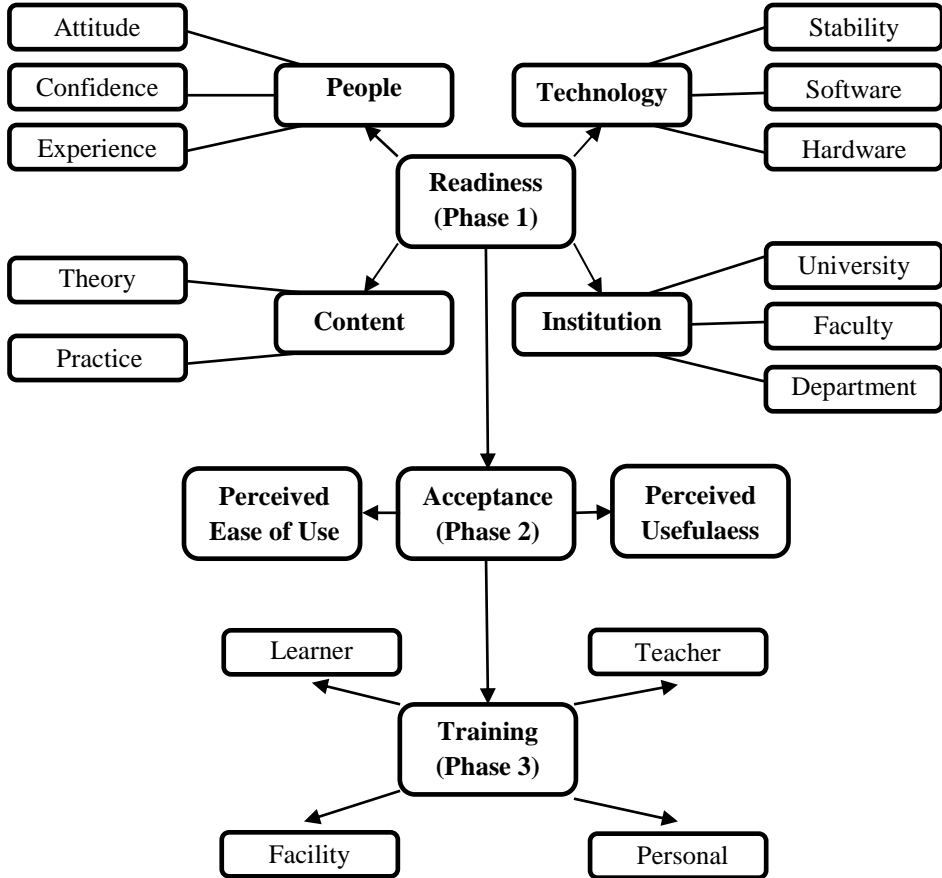 Attitude
Confidence
Experience
People
Technology
Stability
Software
Hardware
Readiness
(Phase 1)
Theory
Practice
Content
Institution
University
Faculty
Department
Perceived
Ease of Use
Acceptance
(Phase 2)
Perceived
Usefulaess
Learner
Teacher
Training
(Phase 3)
Facility
Personal